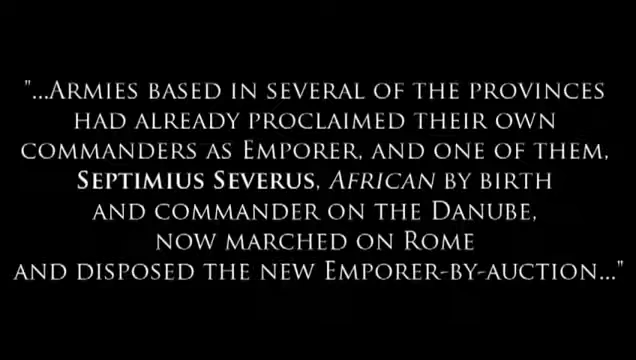 "...Armies based in several of the provinces
had already proclaimed their own
commanders as Emporer, and one of them,
Septimius Severus, African by birth
and commander on the Danube,
now marched on Rome
and disposed the new Emporer-by-auction..."